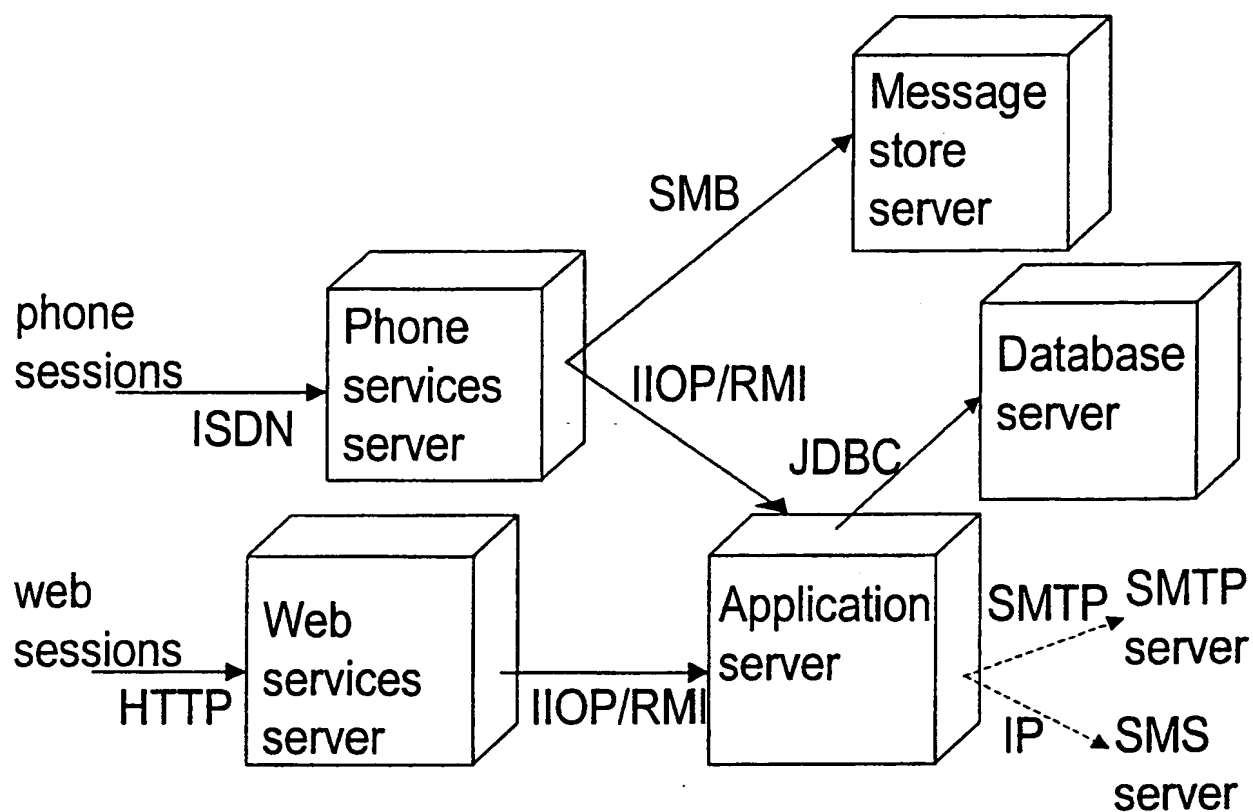 Message
store
server
SMB
phone
sessions
ISDN
Phone
services
server
IIOP/RMI
Database
server
JDBC
web
sessions
HTTP
Web
services
server
IIOP/RMI
Application
server
SMTP
SMTP
server
IP
SMS
server